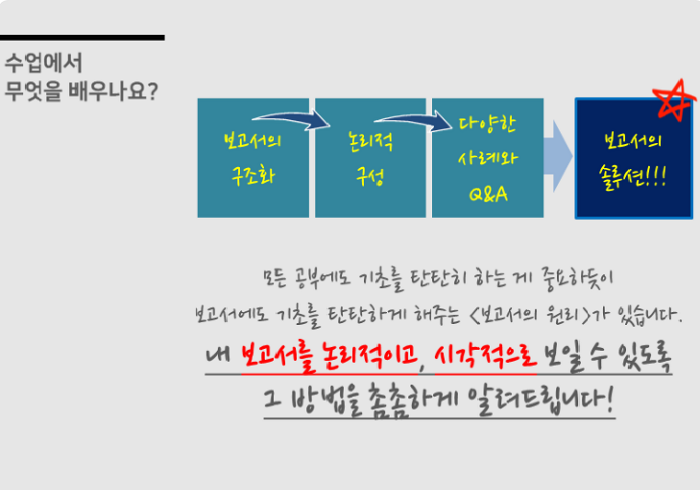 수업에서
무엇을 배우나요?
보고서의
구조화
논리적
구성
다양한
사례와
Q&A
보고서의
솔루션!!!
모든 공부에도 기초를 탄탄히 하는 게 중요하듯이
보고서에도 기초를 탄탄하게 해주는 <보고서의 원리>가 있습니다.
내 보고서를 논리적이고, 시각적으로 보일 수 있도록
그 방법을 촘촘하게 알려드립니다!